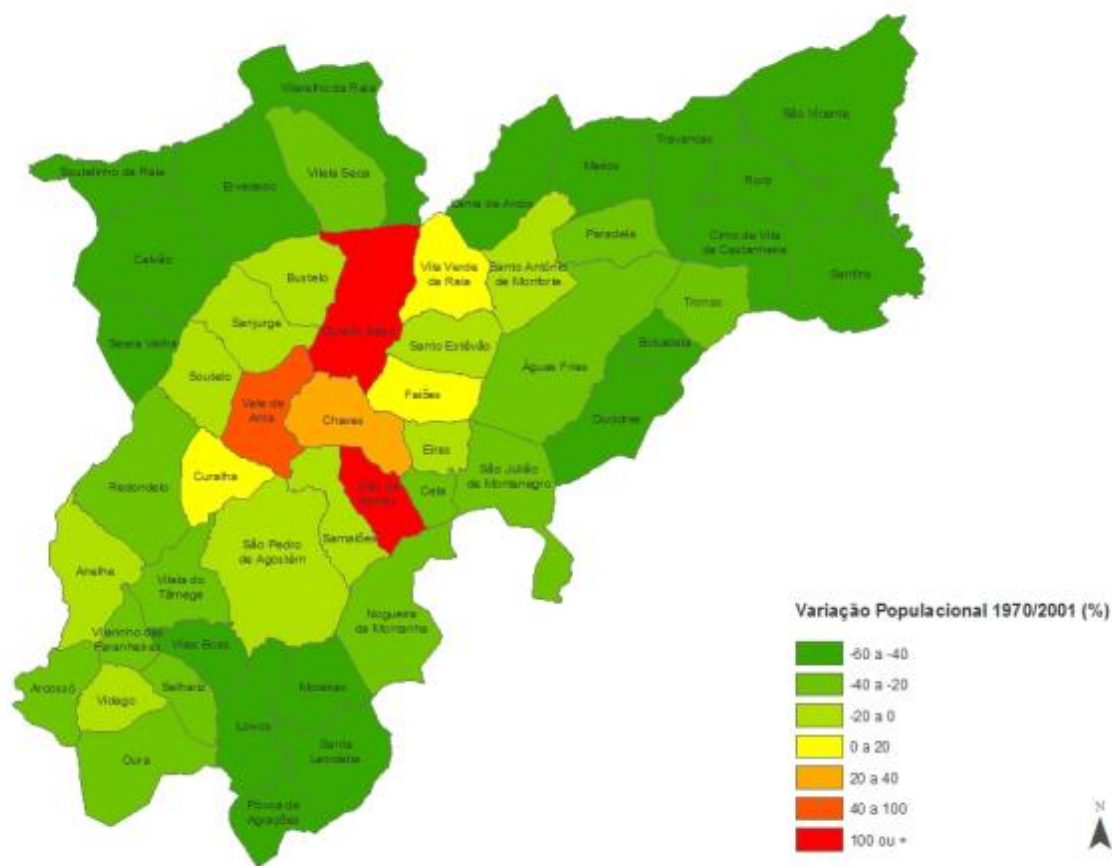 Vilarelho da Raia
São Vicente
Travancas
Mairos
Soutelinho da Raia
Vilela Seca
Ervededo
Roriz
Lama de Arcos
Paradela
Cimo de Vila
da Castanheira
Calvão
Vila Verde
da Raia
Santo António
de Monforte
Sanfins
Bustelo
Tronco
Sanjurge
Outeiro Seco
Seara Velha
Santo Estêvão
Bobadela
Águas Frias
Soutelo
Faiões
Vale de
Anta
Chaves
Oucidres
Eiras
Curalha
São Julião
de Montenegro
Redondelo
Vilar de
Nantes
Cela
São Pedro
de Agostém
Samaiões
Anelhe
Vilela do
Tâmega
Nogueira
da Montanha
Vilarinho das
Paranheiras
Vilas Boas
Variação Populacional 1970/2001 (%)
-60 a -40
-40 a -20
-20 a 0
0 a 20
20 a 40
40 a 100
100 ou +
Arcossó
Selhariz
Moreiras
Vidago
Loivos
Santa
Leocádia
Oura
Póvoa de
Agrações
N